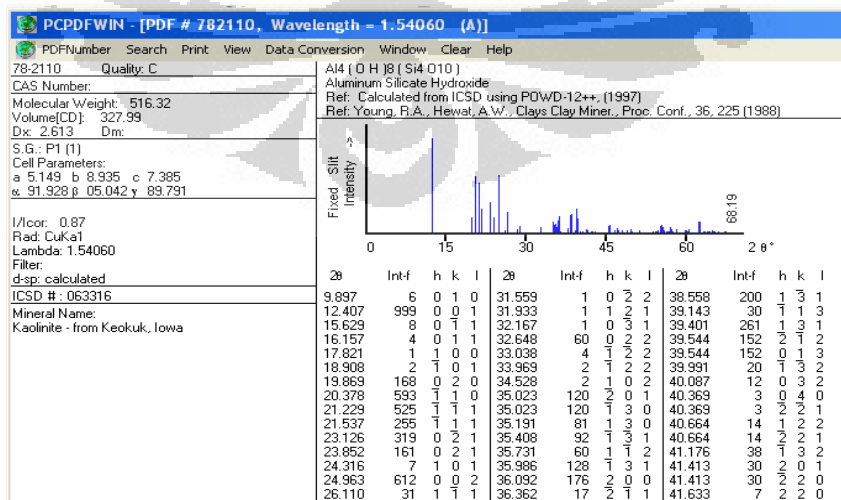 PCPDFWIN - [PDF # 782110, Wavelength = 1.54060 (A)]
PDFNumber Search Print View Data Conversion Window Clear Help
78-2110 Quality: C
CAS Number:
Molecular Weight: 516.32
Volume[CD]: 327.99
Dx: 2.613 Dm:
S.G.: P1 (1)
Cell Parameters:
a 5.149 b 8.935 c 7.385
α 91.928 β 05.042 γ 89.791
I/Icor: 0.87
Rad: CuKa1
Lambda: 1.54060
Filter:
d-sp: calculated
ICSD # : 063316
Mineral Name:
Kaolinite - from Keokuk, Iowa
Al4 ( O H )8 ( Si4 O10 )
Aluminum Silicate Hydroxide
Ref: Calculated from ICSD using POWD-12++, (1997)
Ref: Young, R.A., Hewat, A.W., Clays Clay Miner., Proc. Conf., 36, 225 (1988)
Fixed Slit
Intensity ->
68.19
0 15 30 45 60 2 θ°
2θ Int-f h k l 2θ Int-f h k l 2θ Int-f h k l
9.897 6 0 1 0 31.559 1 0 2̅ 2 38.558 200 1 3̅ 1
12.407 999 0 0 1 31.933 1 1 2 1 39.143 30 1̅ 1 3
15.629 8 0 1̅ 1 32.167 1 0 3̅ 1 39.401 261 1 3 1
16.157 4 0 1 1 32.648 60 0 2 2 39.544 152 2̅ 1̅ 2
17.821 1 1 0 0 33.038 4 1̅ 2̅ 2 39.544 152 0 1 3
18.908 2 1̅ 0 1 33.969 2 1̅ 2 2 39.991 20 1̅ 3̅ 2
19.869 168 0 2 0 34.528 2 1 0 2 40.087 12 0 3 2
20.378 593 1̅ 1 0 35.023 120 2̅ 0 1 40.369 3 0 4 0
21.229 525 1̅ 1̅ 1 35.023 120 1 3 0 40.369 3 2̅ 2 1
21.537 255 1̅ 1 1 35.191 81 1̅ 3 0 40.664 14 1 2 2
23.126 319 0 2̅ 1 35.408 92 1̅ 3̅ 1 40.664 14 2̅ 2 1
23.852 161 0 2 1 35.731 60 1 1̅ 2 41.176 38 1̅ 3 2
24.316 7 1 0 1 35.986 128 1̅ 3 1 41.413 30 2 0 1
24.963 612 0 0 2 36.092 176 2 0 0 41.413 30 2̅ 2 0
26.110 31 1 1̅ 1 36.362 17 2̅ 1 1 41.633 7 2 2 0